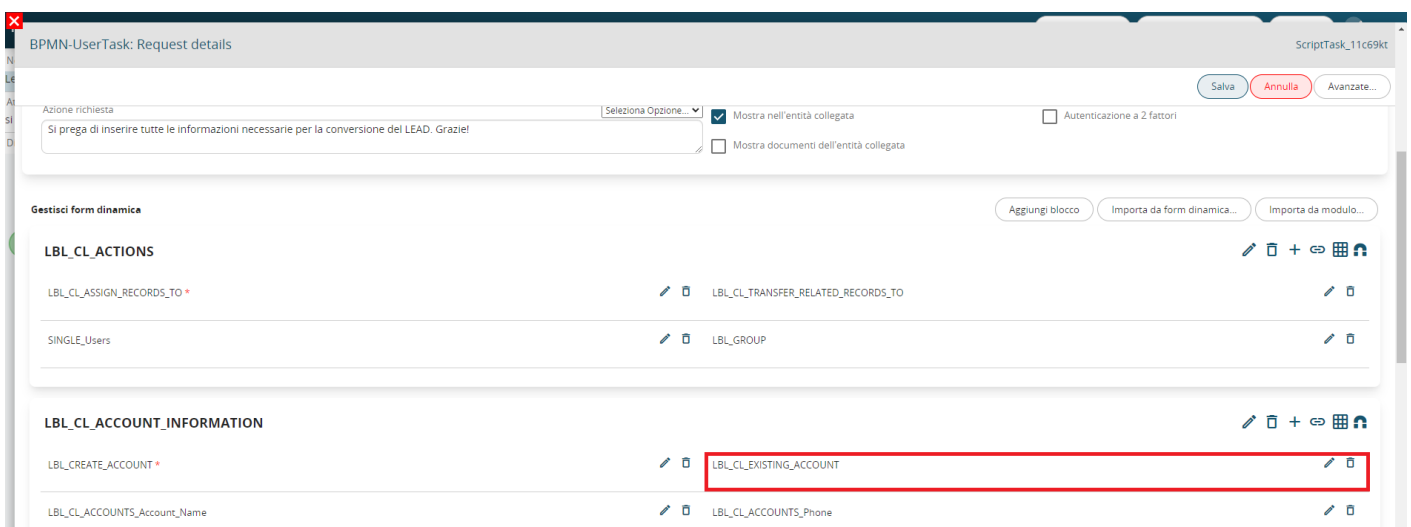 BPMN-UserTask: Request details
ScriptTask_11c69kt
Salva
Annulla
Avanzate...
Azione richiesta
Seleziona Opzione...
Mostra nell'entità collegata
Autenticazione a 2 fattori
Si prega di inserire tutte le informazioni necessarie per la conversione del LEAD. Grazie!
Mostra documenti dell'entità collegata
Gestisci form dinamica
Aggiungi blocco
Importa da form dinamica...
Importa da modulo...
LBL_CL_ACTIONS
LBL_CL_ASSIGN_RECORDS_TO *
LBL_CL_TRANSFER_RELATED_RECORDS_TO
SINGLE_Users
LBL_GROUP
LBL_CL_ACCOUNT_INFORMATION
LBL_CREATE_ACCOUNT *
LBL_CL_EXISTING_ACCOUNT
LBL_CL_ACCOUNTS_Account_Name
LBL_CL_ACCOUNTS_Phone